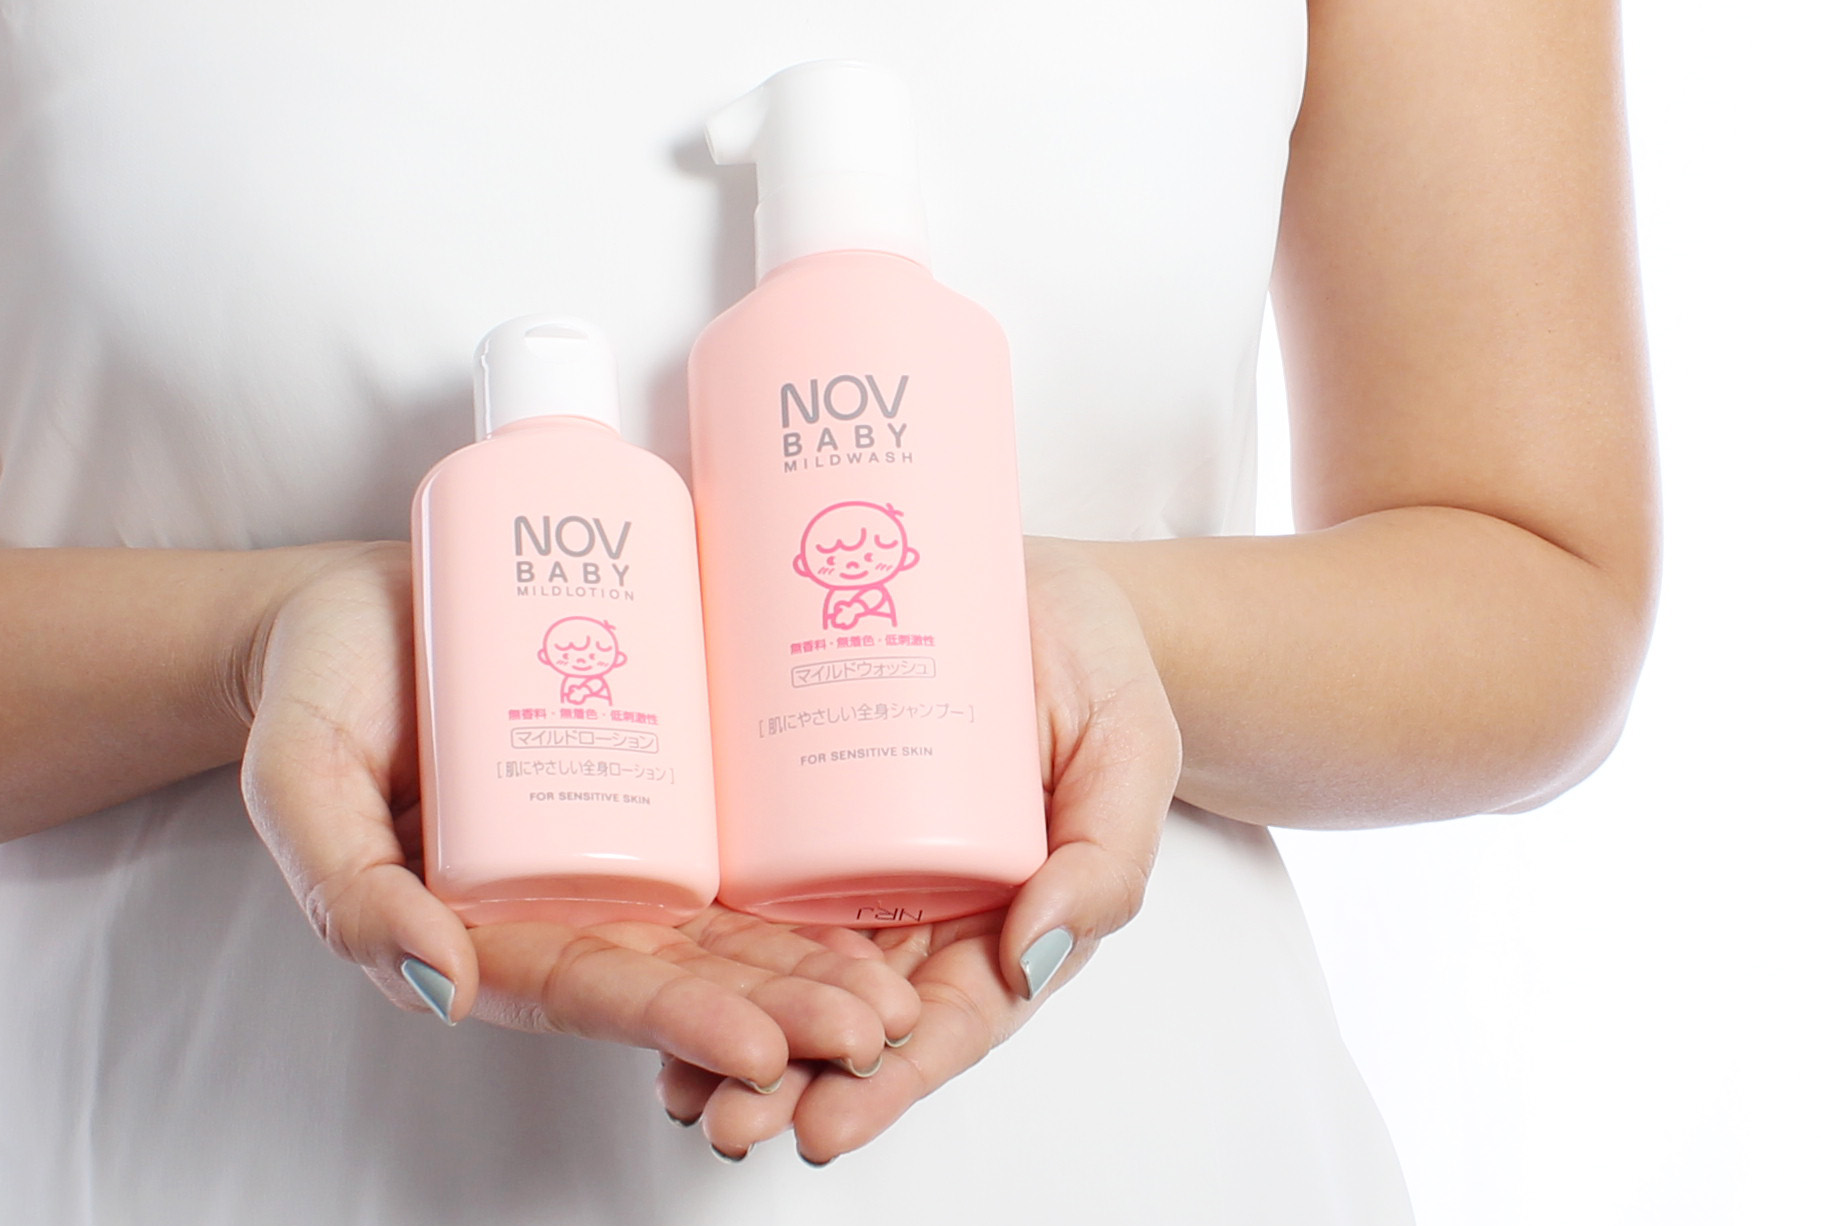 NOV
BABY
MILDLOTION
無香料・無着色・低刺激性
マイルドローション
[ 肌にやさしい全身ローション ]
FOR SENSITIVE SKIN
NOV
BABY
MILDWASH
無香料・無着色・低刺激性
マイルドウォッシュ
[ 肌にやさしい全身シャンプー ]
FOR SENSITIVE SKIN
NRJ